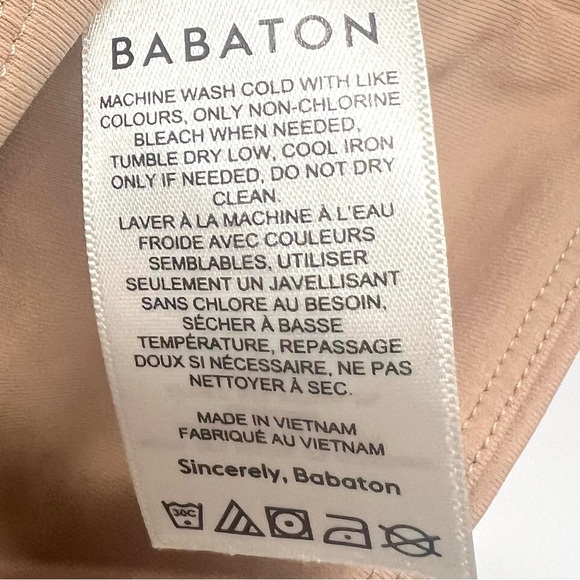 BABATON
MACHINE WASH COLD WITH LIKE
COLOURS, ONLY NON-CHLORINE
BLEACH WHEN NEEDED,
TUMBLE DRY LOW, COOL IRON
ONLY IF NEEDED, DO NOT DRY
CLEAN.
LAVER À LA MACHINE À L'EAU
FROIDE AVEC COULEURS
SEMBLABLES, UTILISER
SEULEMENT UN JAVELLISANT
SANS CHLORE AU BESOIN,
SÉCHER À BASSE
TEMPÉRATURE, REPASSAGE
DOUX SI NÉCESSAIRE, NE PAS
NETTOYER À SEC.
MADE IN VIETNAM
FABRIQUÉ AU VIETNAM
Sincerely, Babaton
30C